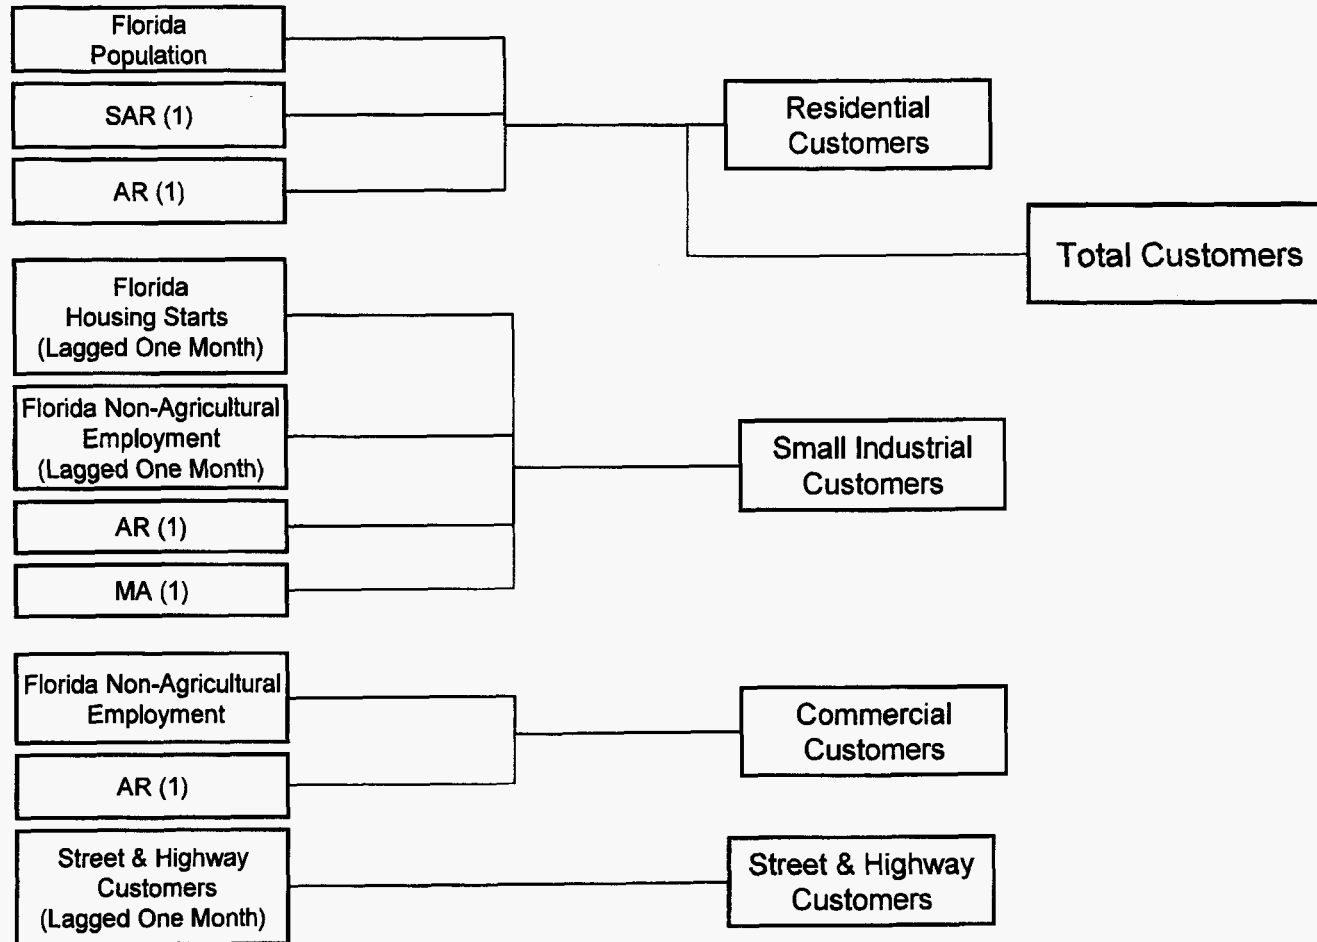 Florida
Population
SAR (1)
AR (1)
Residential
Customers
Total Customers
Florida
Housing Starts
(Lagged One Month)
Florida Non-Agricultural
Employment
(Lagged One Month)
AR (1)
MA (1)
Small Industrial
Customers
Florida Non-Agricultural
Employment
AR (1)
Commercial
Customers
Street & Highway
Customers
(Lagged One Month)
Street & Highway
Customers